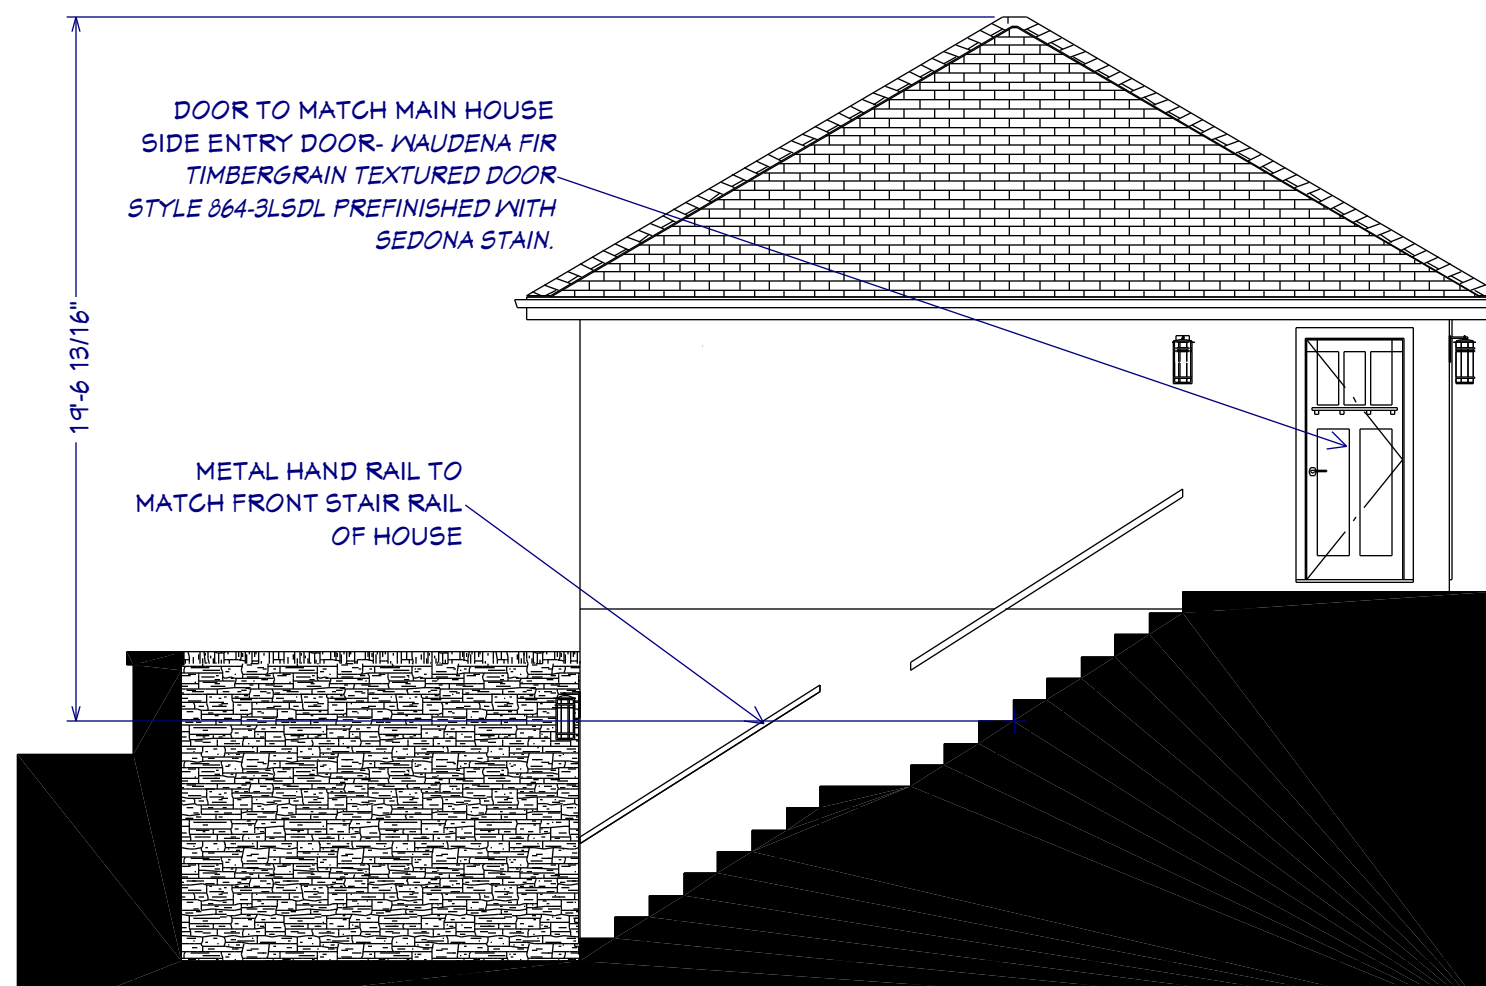 DOOR TO MATCH MAIN HOUSE
SIDE ENTRY DOOR- WAUDENA FIR
TIMBERGRAIN TEXTURED DOOR
STYLE 864-3LSDL PREFINISHED WITH
SEDONA STAIN.
19'-6 13/16"
METAL HAND RAIL TO
MATCH FRONT STAIR RAIL
OF HOUSE